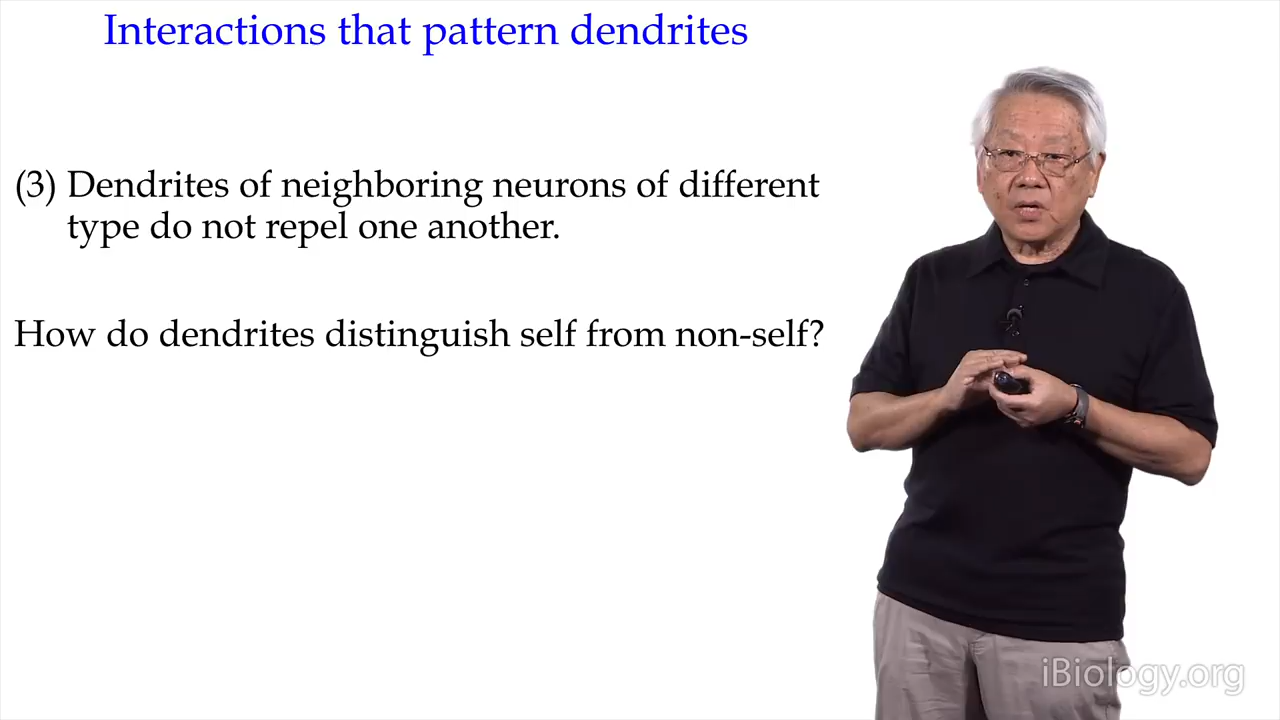 Interactions that pattern dendrites
(3) Dendrites of neighboring neurons of different
type do not repel one another.
How do dendrites distinguish self from non-self?
iBiology.org